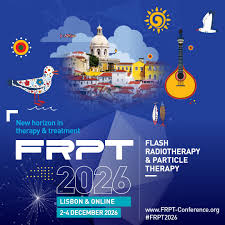 New horizon in
therapy & treatment
FRPT
2026
LISBON & ONLINE
2-4 DECEMBER 2026
FLASH
RADIOTHERAPY
& PARTICLE
THERAPY
www.FRPT-Conference.org
#FRPT2026